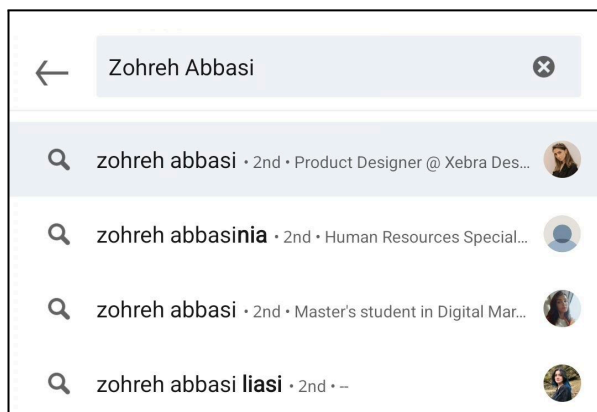 Zohreh Abbasi
zohreh abbasi • 2nd • Product Designer @ Xebra Des...
zohreh abbasinia • 2nd • Human Resources Special...
zohreh abbasi • 2nd • Master's student in Digital Mar...
zohreh abbasi liasi • 2nd • --